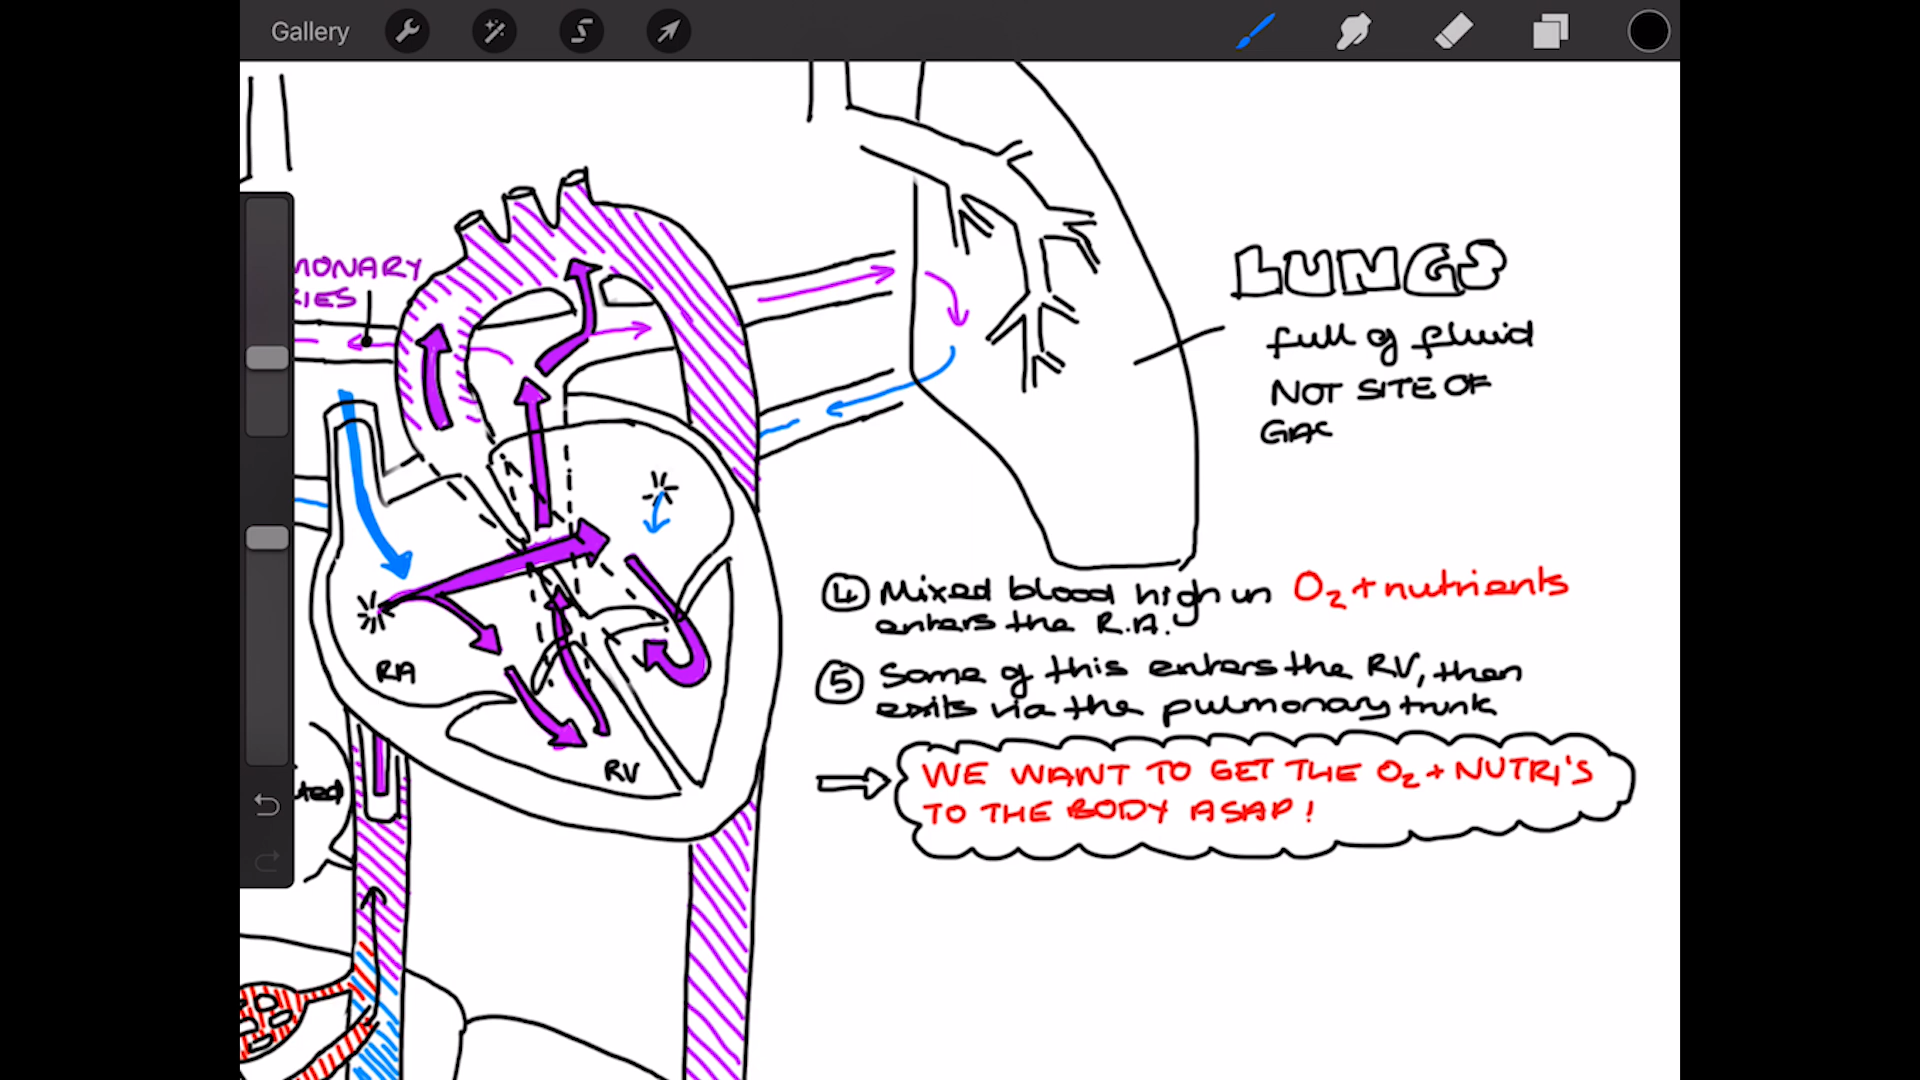 Gallery
MONARY
RIES
LUNGS
full of fluid
NOT SITE OF
GAS
④ Mixed blood high in O₂ + nutrients
enters the R.A.
⑤ Some of this enters the RV, then
exits via the pulmonary trunk
WE WANT TO GET THE O₂ + NUTRI'S
TO THE BODY ASAP!
RA
RV
ted